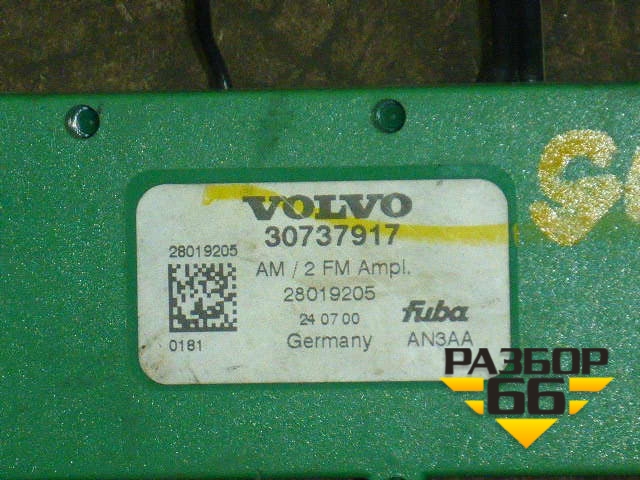 VOLVO
30737917
28019205
AM / 2 FM Ampl.
28019205
24 07 00
fuba
0181
Germany
AN3AA
РАЗБОР
66